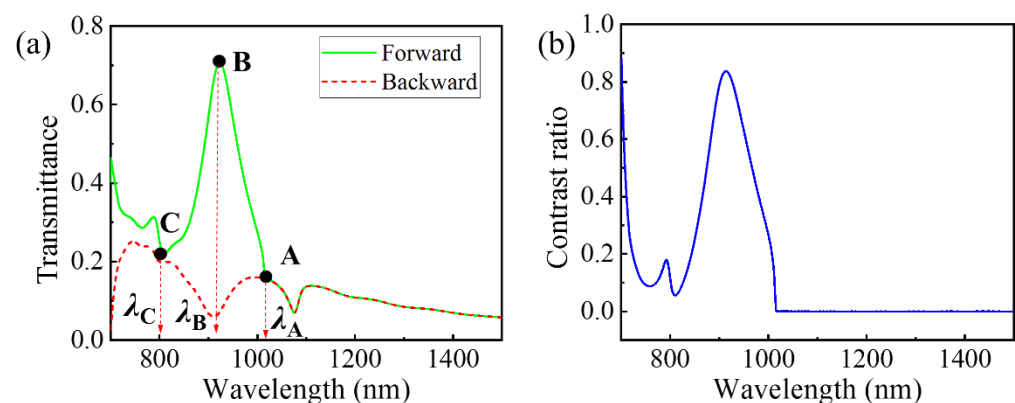 (a)
0.8
0.6
0.4
0.2
0.0
Transmittance
Forward
Backward
B
C
A
λC
λB
λA
800 1000 1200 1400
Wavelength (nm)
(b)
1.0
0.8
0.6
0.4
0.2
0.0
Contrast ratio
800 1000 1200 1400
Wavelength (nm)